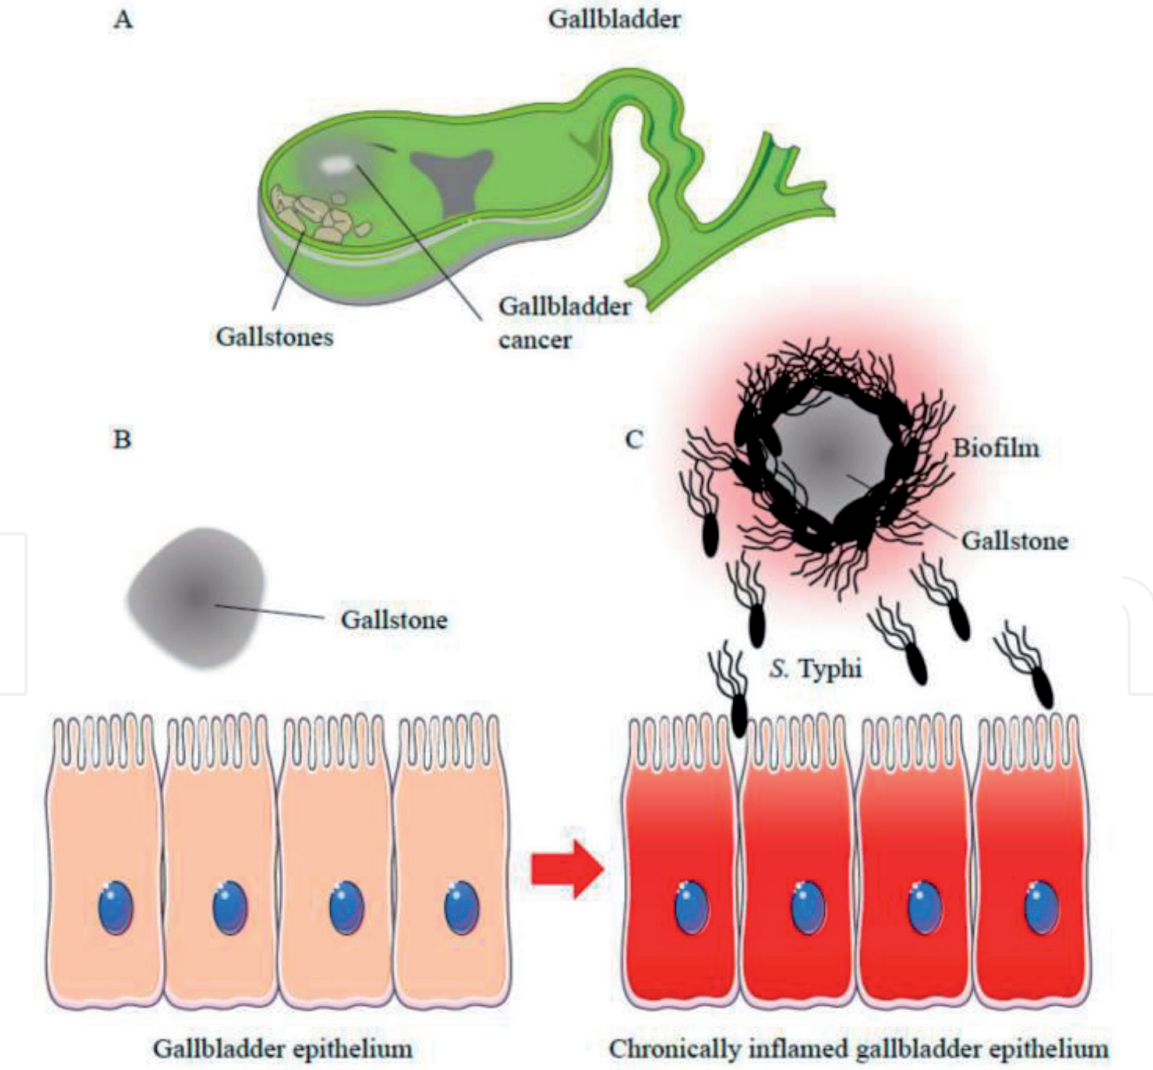 A
Gallbladder
Gallstones
Gallbladder
cancer
B
C
Biofilm
Gallstone
Gallstone
S. Typhi
Gallbladder epithelium
Chronically inflamed gallbladder epithelium